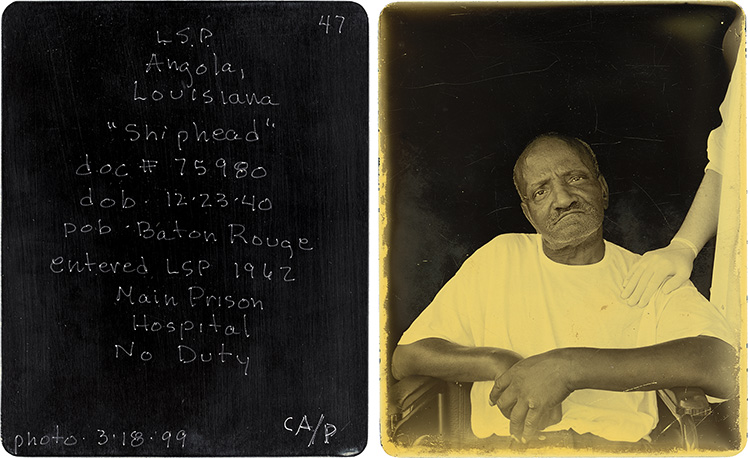 47
L.S.P.
Angola,
Louisiana
"Shiphead"
doc # 75980
dob. 12·23·40
pob. Baton Rouge
entered LSP 1962
Main Prison
Hospital
No Duty
photo. 3·18·99
CA/P